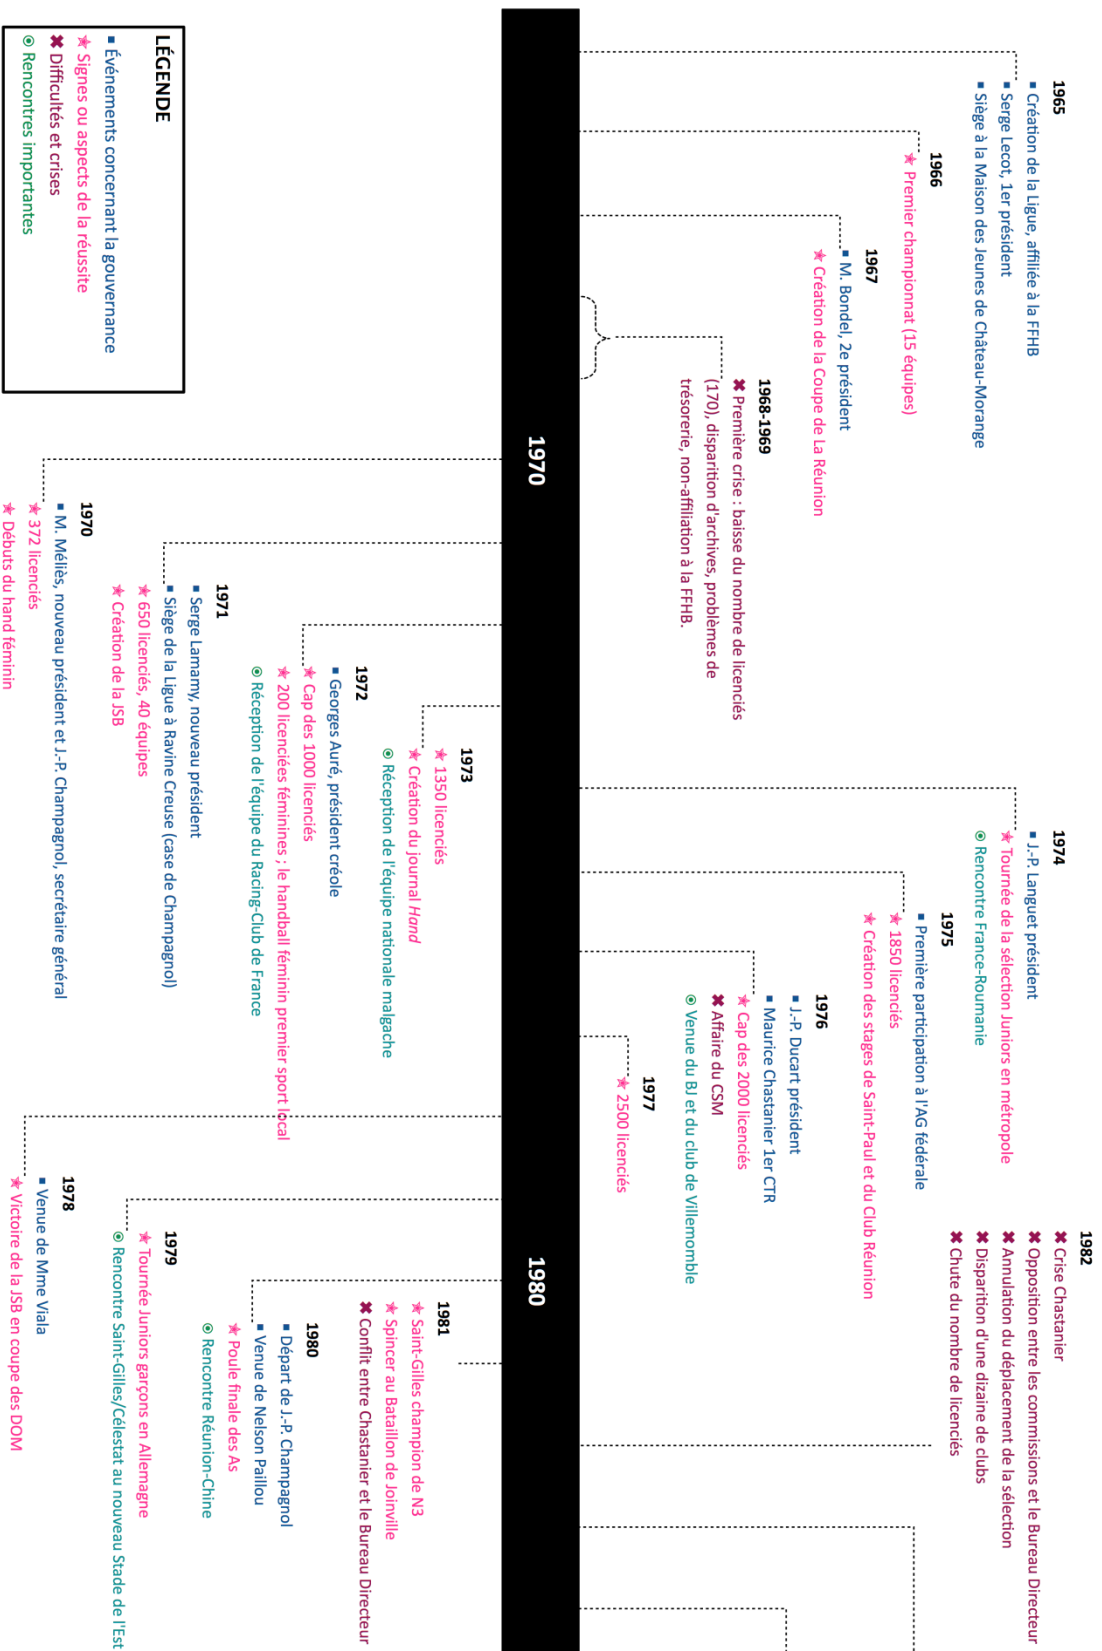 1965
▪ Création de la Ligue, affiliée à la FFHB
▪ Serge Lecot, 1er président
▪ Siège à la Maison des Jeunes de Château-Morange
1966
★ Premier championnat (15 équipes)
1967
▪ M. Bondel, 2e président
★ Création de la Coupe de La Réunion
1968-1969
✖ Première crise : baisse du nombre de licenciés
(170), disparition d'archives, problèmes de
trésorerie, non-affiliation à la FFHB.
1974
▪ J.-P. Languet président
★ Tournée de la sélection Juniors en métropole
⦿ Rencontre France-Roumanie
1975
▪ Première participation à l'AG fédérale
★ 1850 licenciés
★ Création des stages de Saint-Paul et du Club Réunion
1976
▪ J.-P. Ducart président
▪ Maurice Chastanier 1er CTR
★ Cap des 2000 licenciés
✖ Affaire du CSM
⦿ Venue du BJ et du club de Villemomble
1977
★ 2500 licenciés
1982
✖ Crise Chastanier
✖ Opposition entre les commissions et le Bureau Directeur
✖ Annulation du déplacement de la sélection
✖ Disparition d'une dizaine de clubs
✖ Chute du nombre de licenciés
1970
1980
1973
★ 1350 licenciés
★ Création du journal Hand
⦿ Réception de l'équipe nationale malgache
1972
▪ Georges Auré, président créole
★ Cap des 1000 licenciés
★ 200 licenciées féminines ; le handball féminin premier sport local
⦿ Réception de l'équipe du Racing-Club de France
1971
▪ Serge Lamamy, nouveau président
▪ Siège de la Ligue à Ravine Creuse (case de Champagnol)
★ 650 licenciés, 40 équipes
★ Création de la JSB
1970
▪ M. Méliès, nouveau président et J.-P. Champagnol, secrétaire général
★ 372 licenciés
★ Débuts du hand féminin
1981
★ Saint-Gilles champion de N3
★ Spincer au Bataillon de Joinville
✖ Conflit entre Chastanier et le Bureau Directeur
1980
▪ Départ de J.-P. Champagnol
▪ Venue de Nelson Paillou
★ Poule finale des As
⦿ Rencontre Réunion-Chine
1979
★ Tournée Juniors garçons en Allemagne
⦿ Rencontre Saint-Gilles/Célestat au nouveau Stade de l'Est
1978
▪ Venue de Mme Viala
★ Victoire de la JSB en coupe des DOM
LÉGENDE
▪ Événements concernant la gouvernance
★ Signes ou aspects de la réussite
✖ Difficultés et crises
⦿ Rencontres importantes